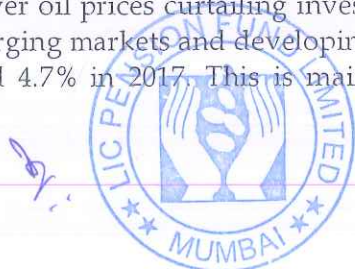 ver oil prices curtailing inves
rging markets and developin
l 4.7% in 2017. This is mai
LIC PENSION FUND LIMITED
MUMBAI